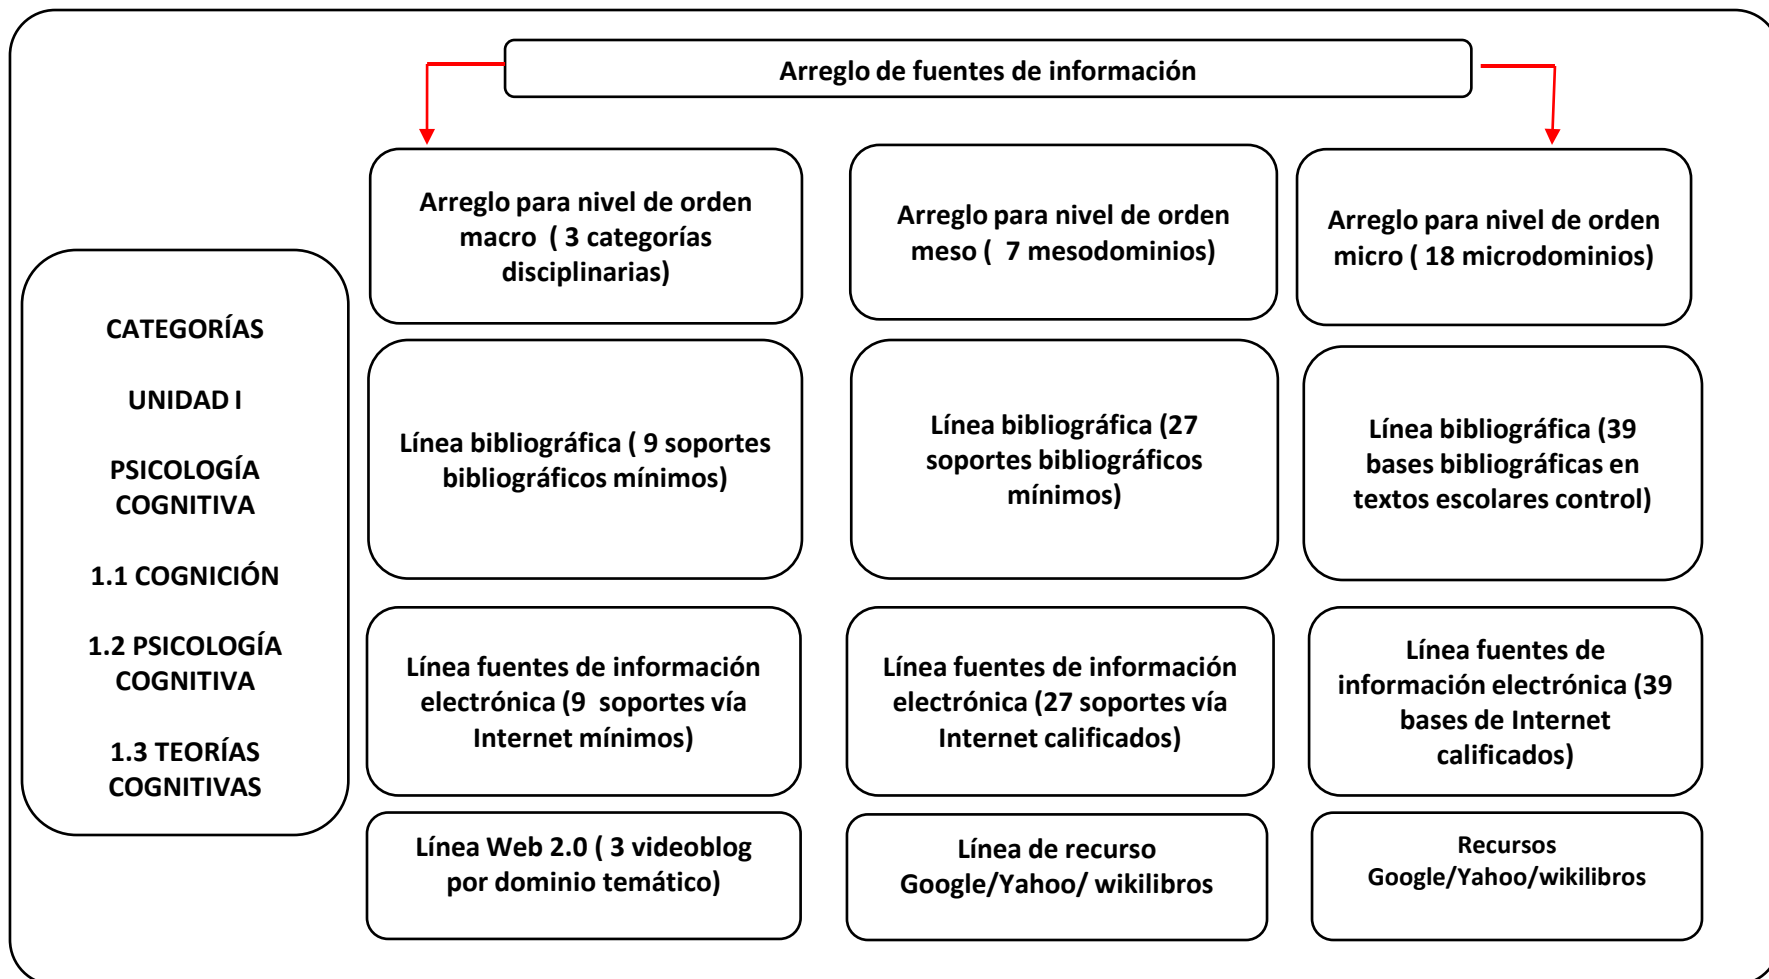 Arreglo de fuentes de información
Arreglo para nivel de orden
macro ( 3 categorías
disciplinarias)
Arreglo para nivel de orden
meso ( 7 mesodominios)
Arreglo para nivel de orden
micro ( 18 microdominios)
CATEGORÍAS
UNIDAD I
PSICOLOGÍA
COGNITIVA
1.1 COGNICIÓN
1.2 PSICOLOGÍA
COGNITIVA
1.3 TEORÍAS
COGNITIVAS
Línea bibliográfica ( 9 soportes
bibliográficos mínimos)
Línea bibliográfica (27
soportes bibliográficos
mínimos)
Línea bibliográfica (39
bases bibliográficas en
textos escolares control)
Línea fuentes de información
electrónica (9 soportes vía
Internet mínimos)
Línea fuentes de información
electrónica (27 soportes vía
Internet calificados)
Línea fuentes de
información electrónica (39
bases de Internet
calificados)
Línea Web 2.0 ( 3 videoblog
por dominio temático)
Línea de recurso
Google/Yahoo/ wikilibros
Recursos
Google/Yahoo/wikilibros